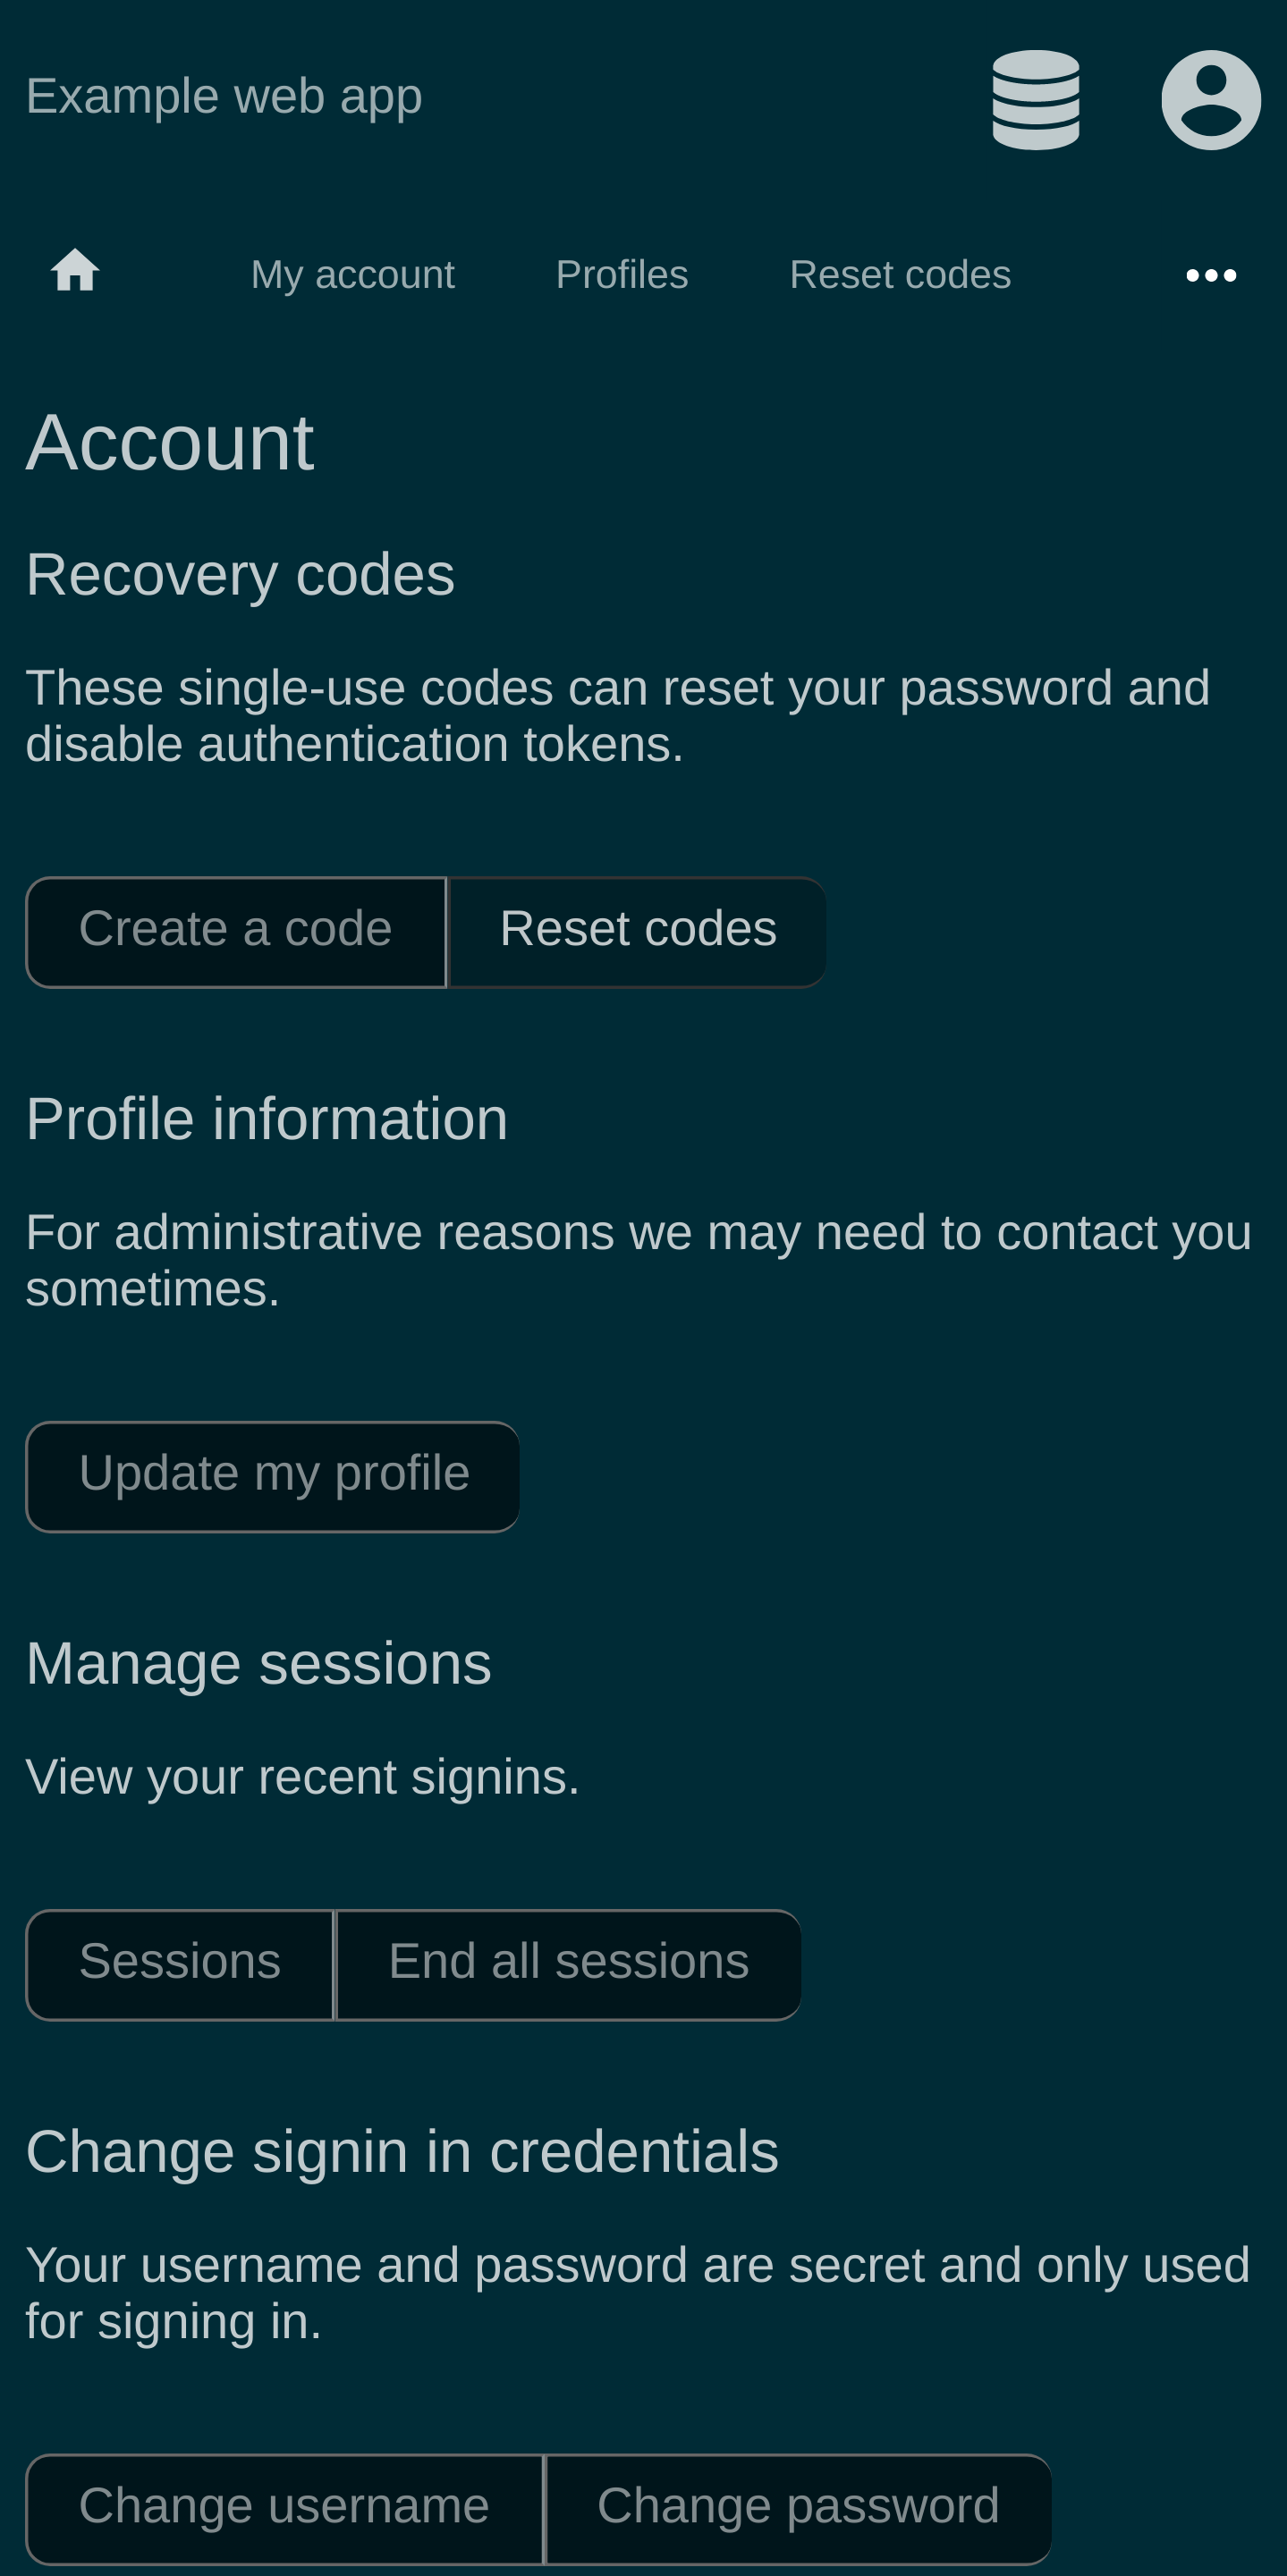 Example web app
My account Profiles Reset codes
Account
Recovery codes
These single-use codes can reset your password and
disable authentication tokens.
Create a code Reset codes
Profile information
For administrative reasons we may need to contact you
sometimes.
Update my profile
Manage sessions
View your recent signins.
Sessions End all sessions
Change signin in credentials
Your username and password are secret and only used
for signing in.
Change username Change password